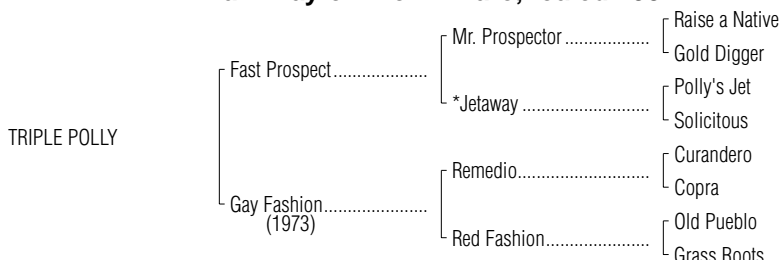 Raise a Native
Mr. Prospector
Gold Digger
Fast Prospect
Polly's Jet
*Jetaway
Solicitous
TRIPLE POLLY
Curandero
Remedio
Copra
Gay Fashion
(1973)
Old Pueblo
Red Fashion
Grass Roots